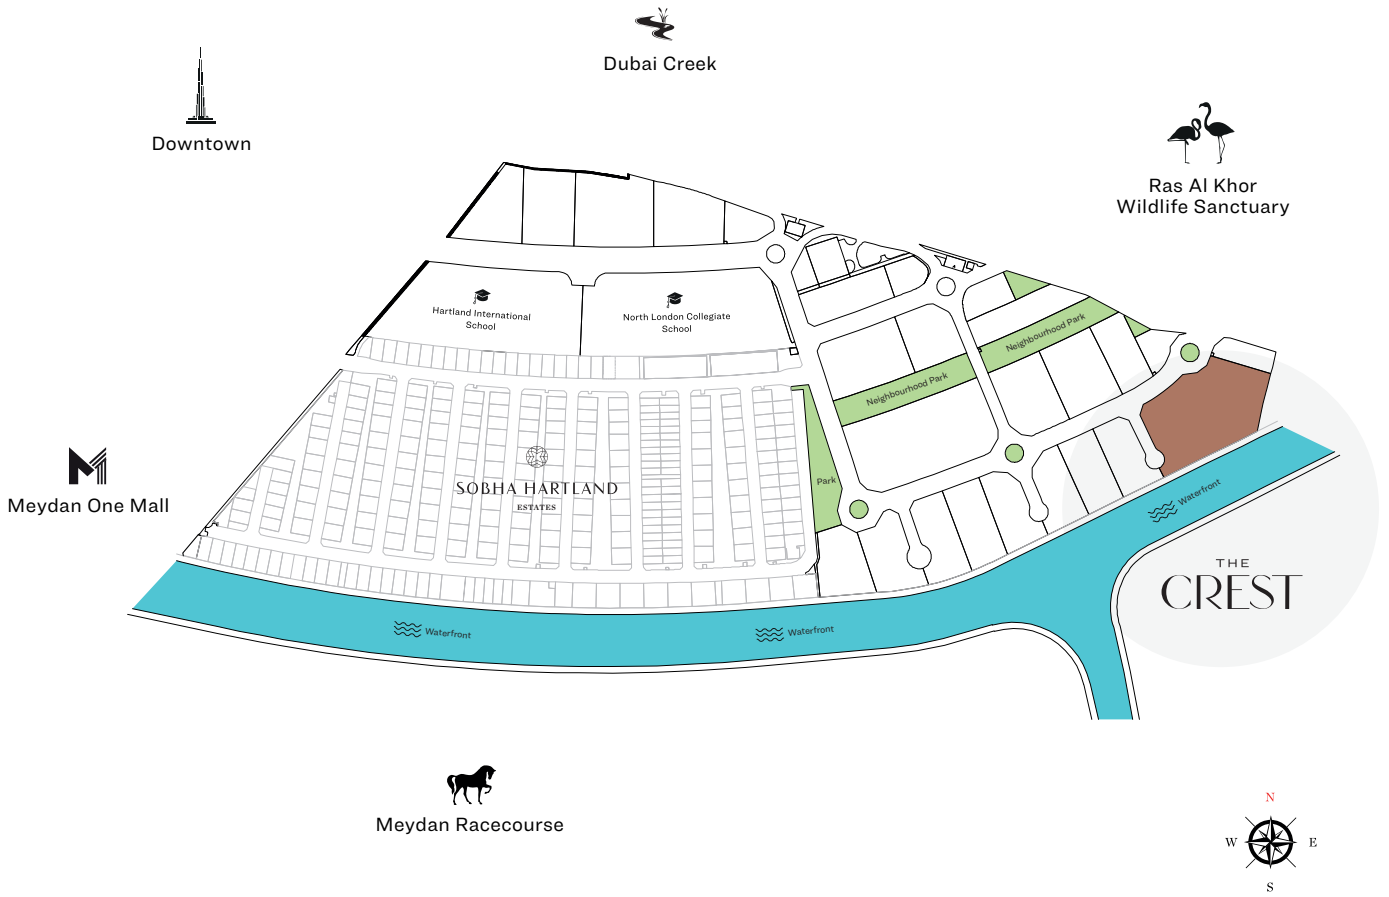 Dubai Creek
Downtown
Ras Al Khor
Wildlife Sanctuary
Hartland International
School
North London Collegiate
School
Neighbourhood Park
Neighbourhood Park
Meydan One Mall
SOBHA HARTLAND
ESTATES
Park
Waterfront
THE
CREST
Waterfront
Waterfront
Meydan Racecourse
N
W
E
S